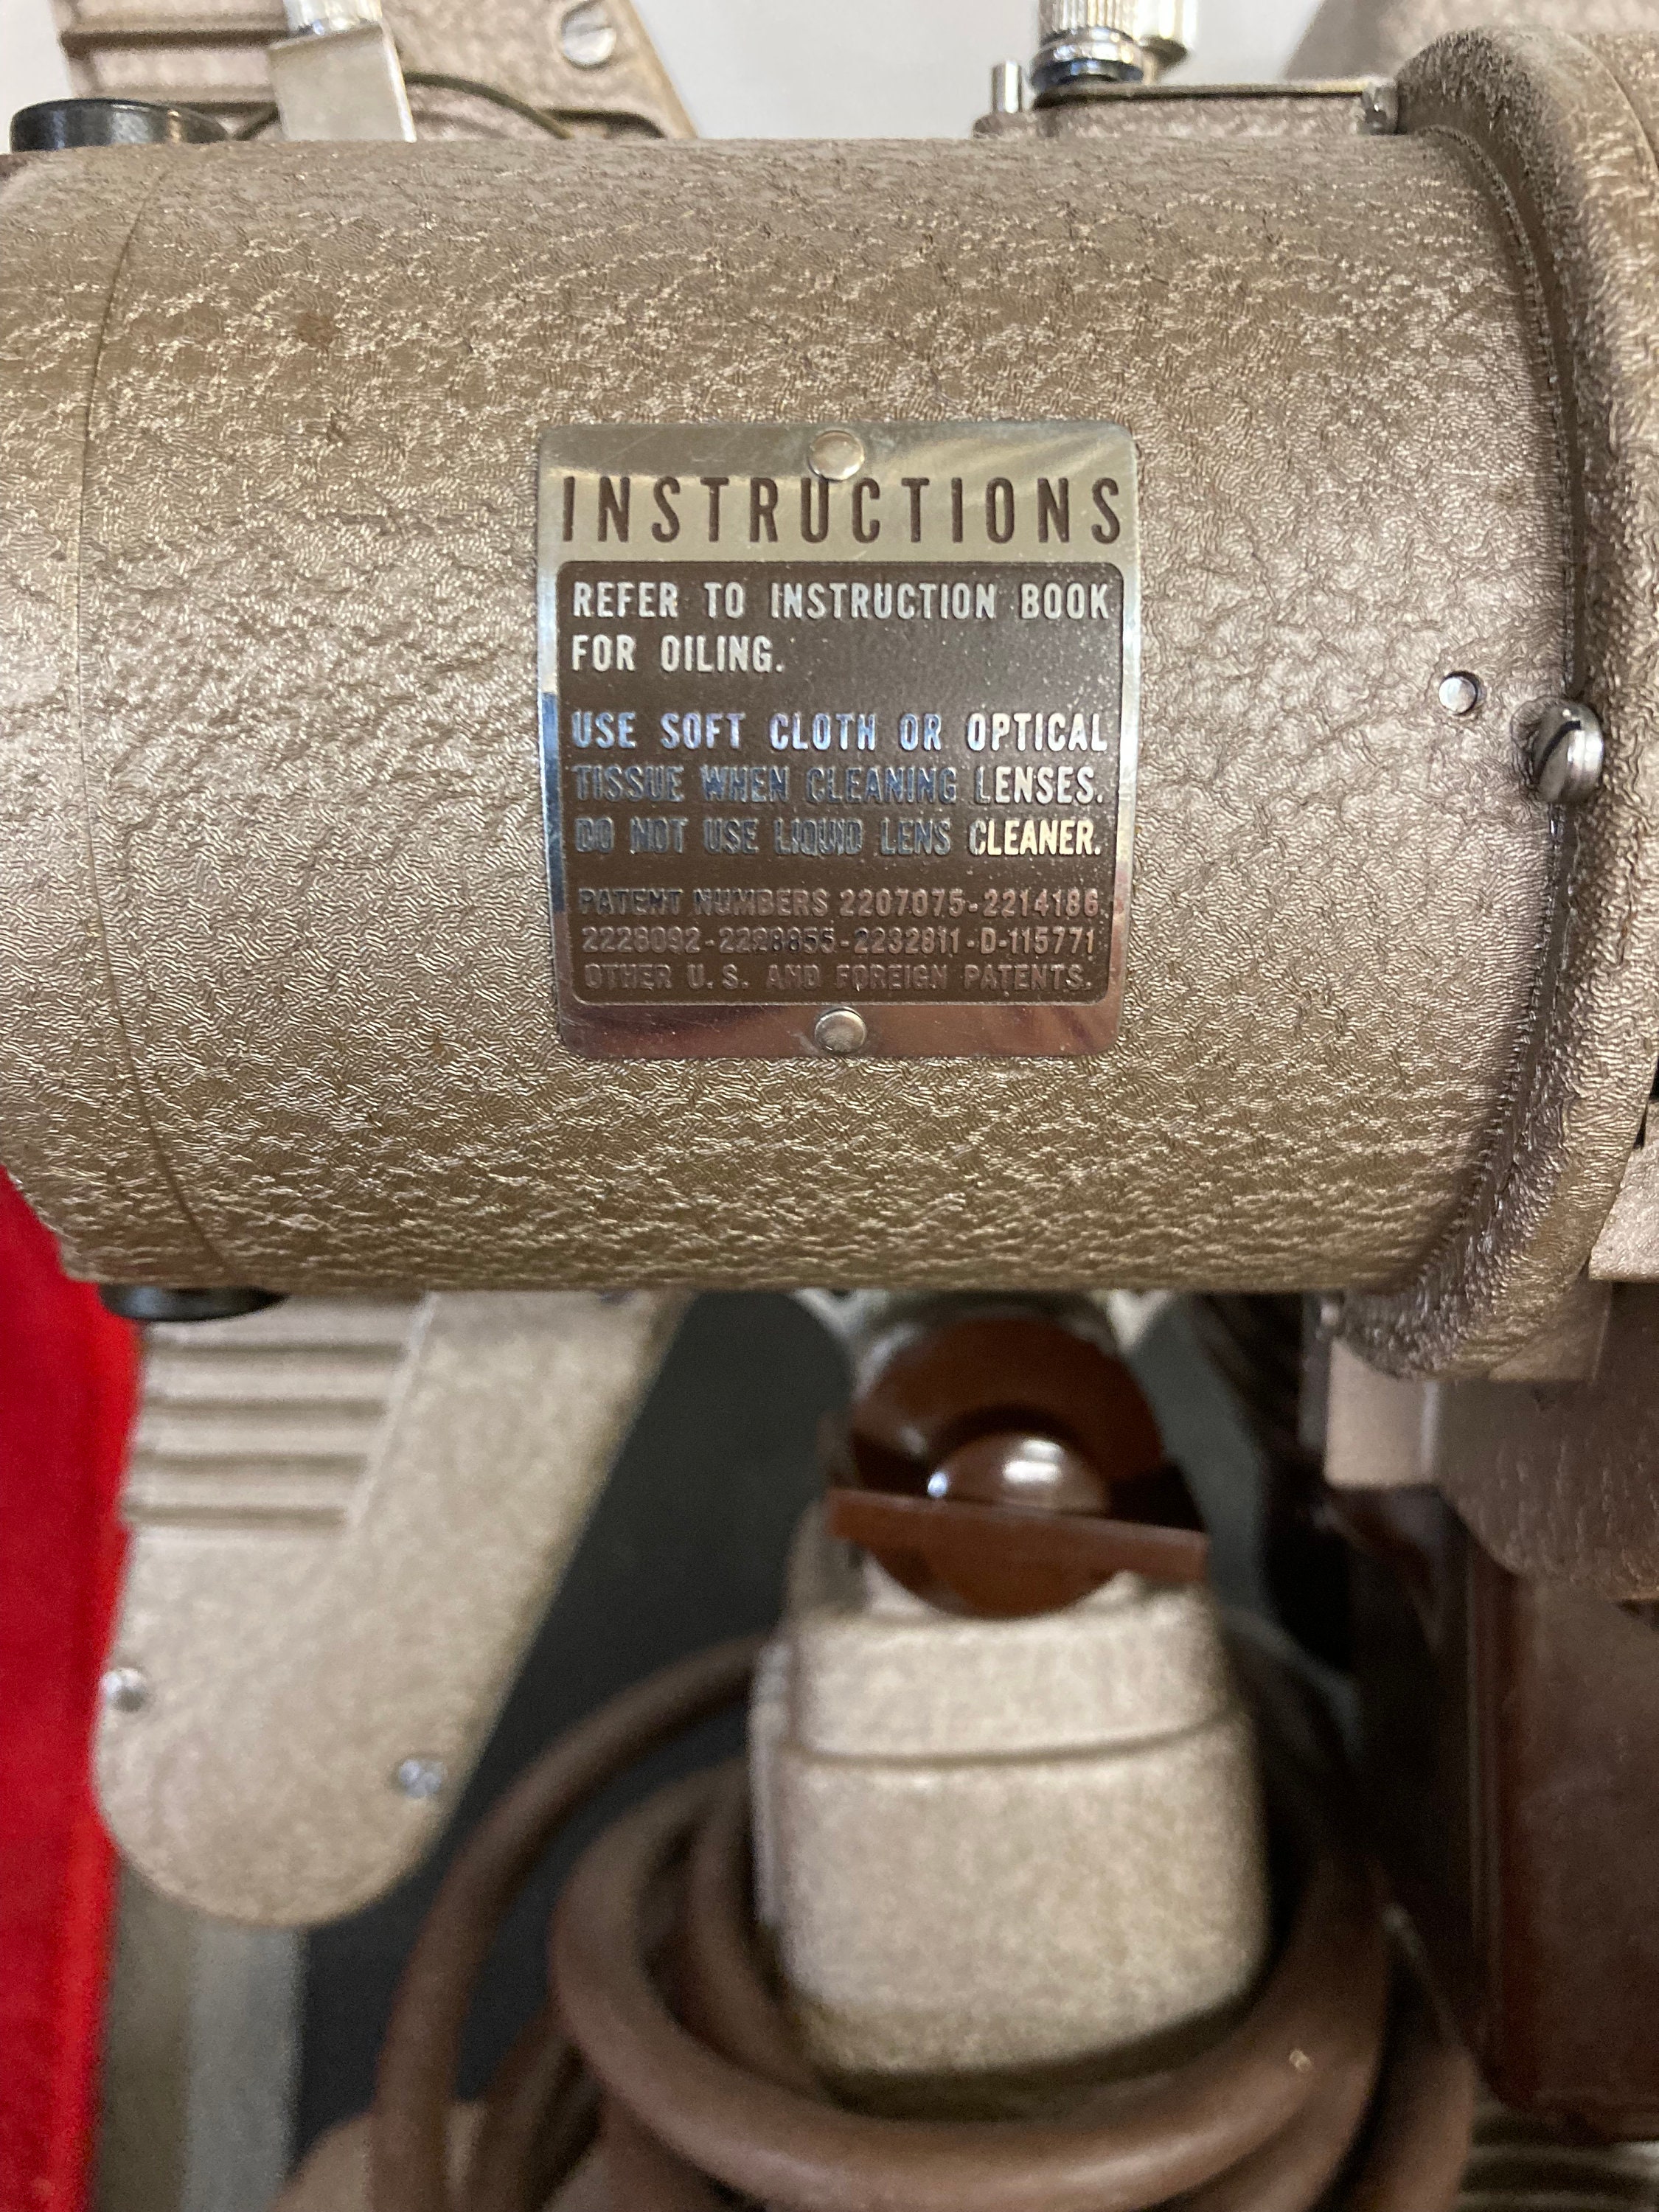 INSTRUCTIONS
REFER TO INSTRUCTION BOOK
FOR OILING.
USE SOFT CLOTH OR OPTICAL
TISSUE WHEN CLEANING LENSES.
DO NOT USE LIQUID LENS CLEANER.
PATENT NUMBERS 2207075-2214186
2228092-2228855-2232811-D-115771
OTHER U.S. AND FOREIGN PATENTS.